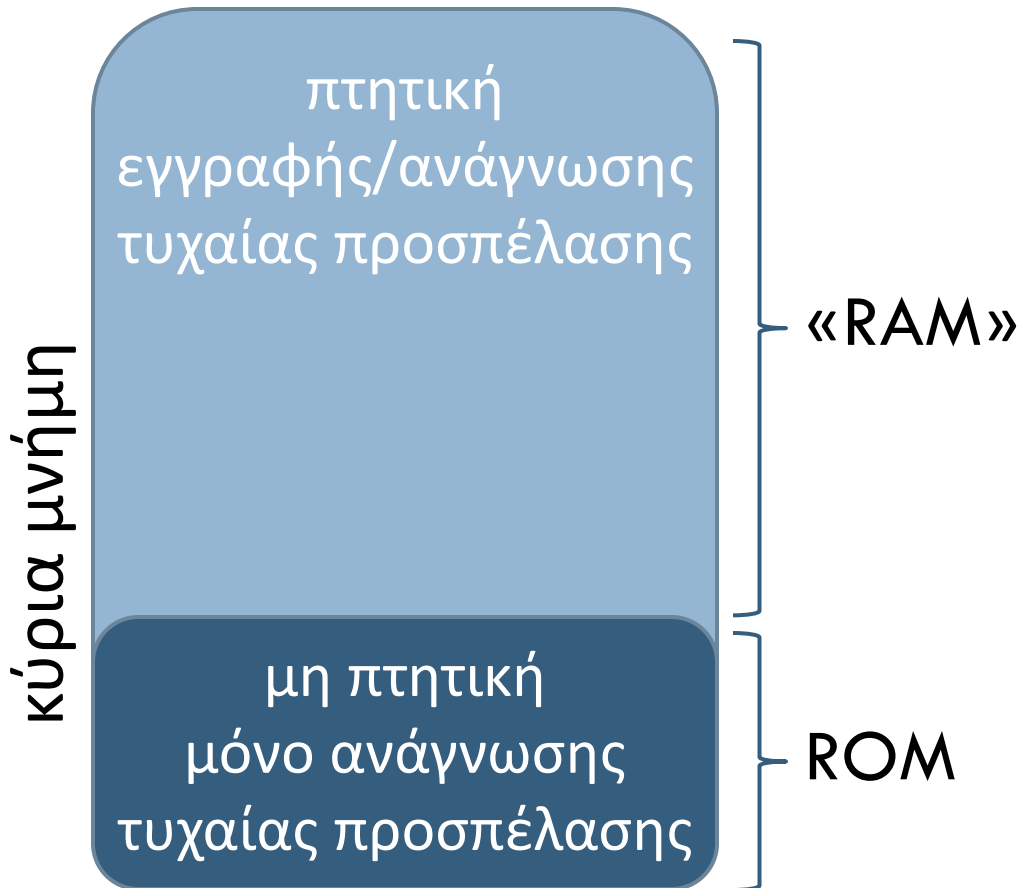 πτητική
εγγραφής/ανάγνωσης
τυχαίας προσπέλασης
«RAM»
κύρια μνήμη
μη πτητική
μόνο ανάγνωσης
τυχαίας προσπέλασης
ROM